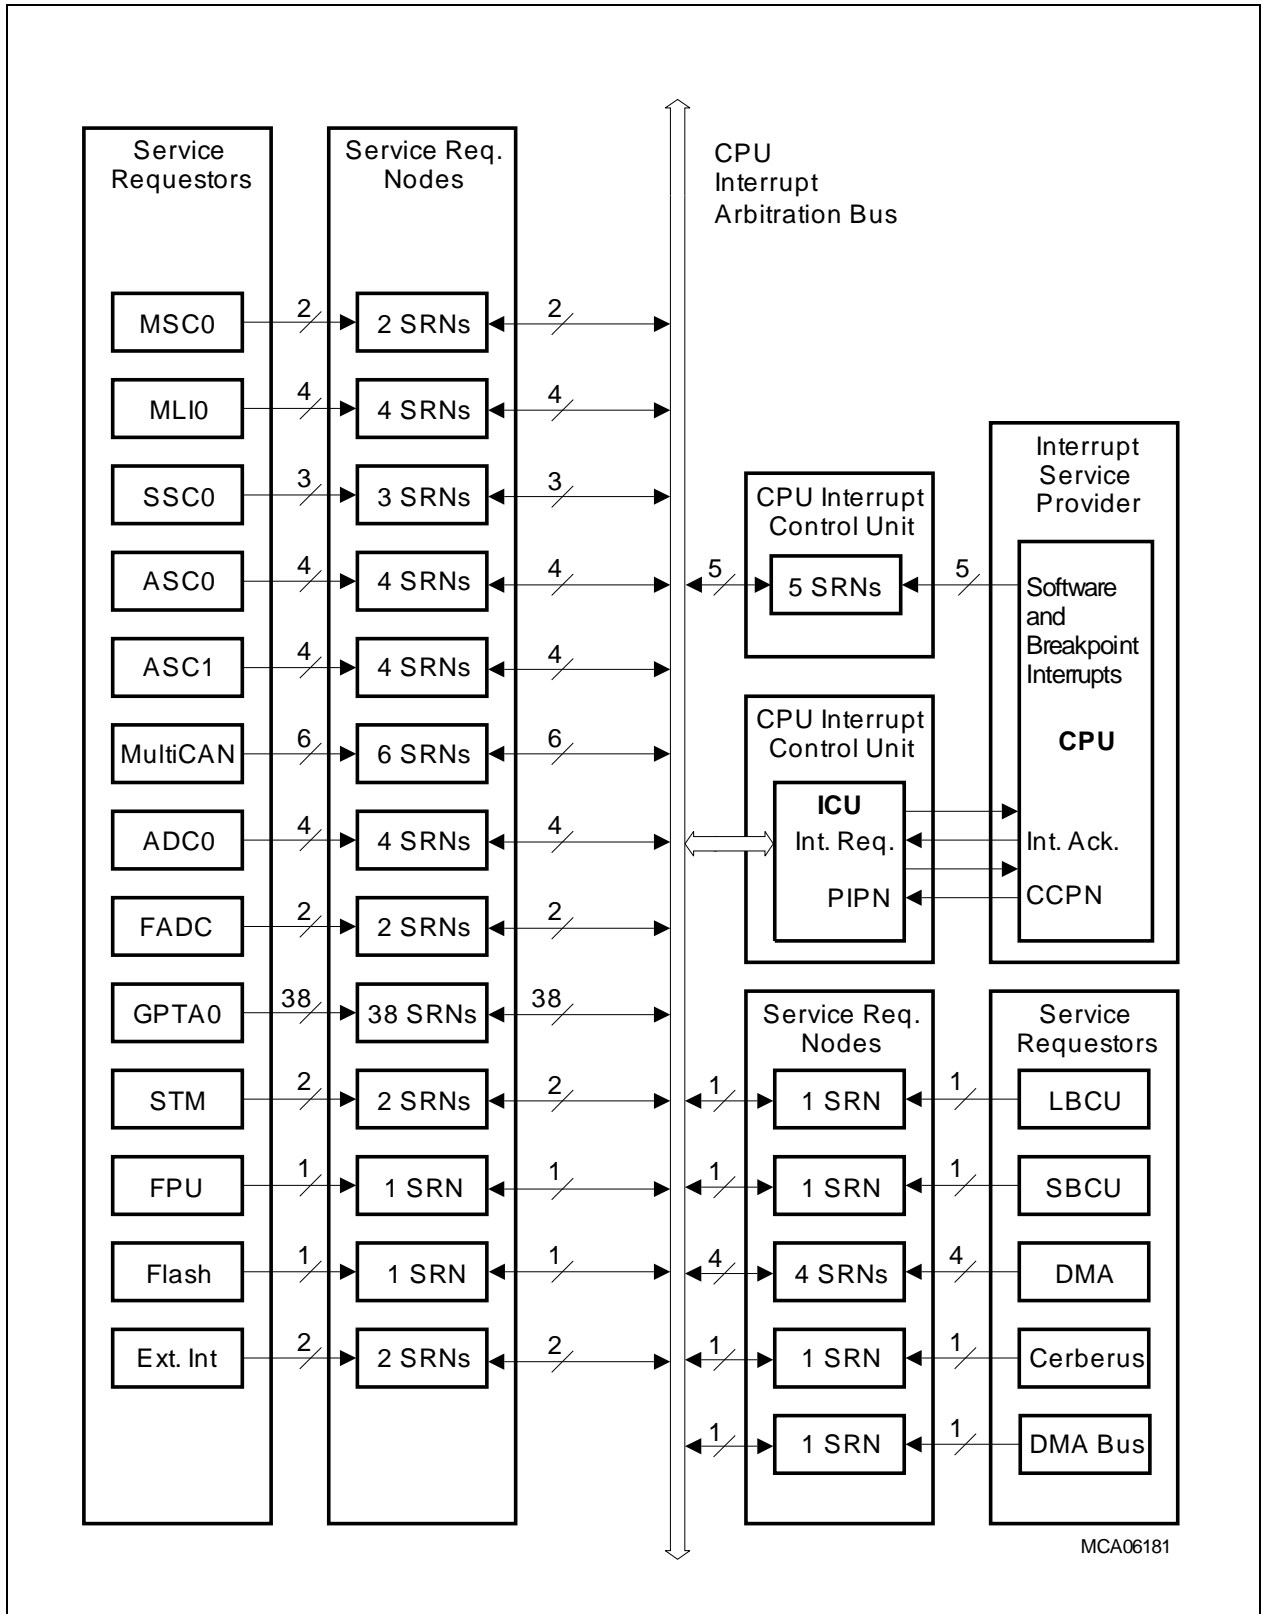 Service
Requestors
Service Req.
Nodes
CPU
Interrupt
Arbitration Bus
MSC0
2
2 SRNs
2
MLI0
4
4 SRNs
4
SSC0
3
3 SRNs
3
ASC0
4
4 SRNs
4
ASC1
4
4 SRNs
4
MultiCAN
6
6 SRNs
6
ADC0
4
4 SRNs
4
FADC
2
2 SRNs
2
GPTA0
38
38 SRNs
38
STM
2
2 SRNs
2
FPU
1
1 SRN
1
Flash
1
1 SRN
1
Ext. Int
2
2 SRNs
2
CPU Interrupt
Control Unit
5
5 SRNs
5
Interrupt
Service
Provider
Software
and
Breakpoint
Interrupts
CPU
CPU Interrupt
Control Unit
ICU
Int. Req.
PIPN
Int. Ack.
CCPN
Service Req.
Nodes
Service
Requestors
1
1 SRN
1
LBCU
1
1 SRN
1
SBCU
4
4 SRNs
4
DMA
1
1 SRN
1
Cerberus
1
1 SRN
1
DMA Bus
MCA06181